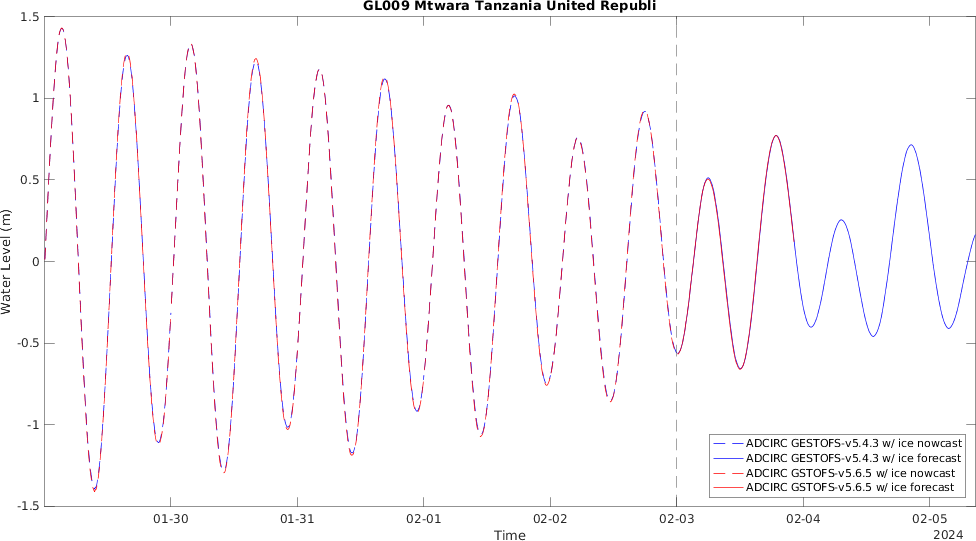 GL009 Mtwara Tanzania United Republi
1.5
1
0.5
0
-0.5
-1
-1.5
Water Level (m)
01-30
01-31
02-01
02-02
02-03
02-04
02-05
Time
2024
ADCIRC GESTOFS-v5.4.3 w/ ice nowcast
ADCIRC GESTOFS-v5.4.3 w/ ice forecast
ADCIRC GSTOFS-v5.6.5 w/ ice nowcast
ADCIRC GSTOFS-v5.6.5 w/ ice forecast